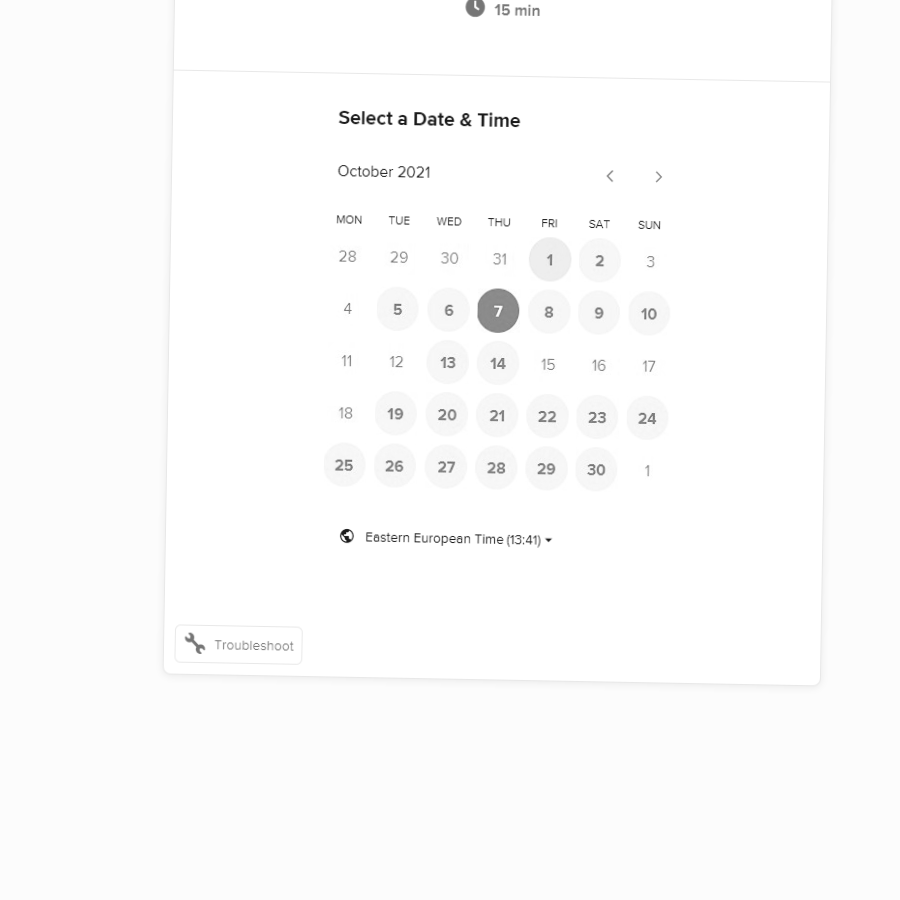 15 min
Select a Date & Time
October 2021
MON TUE WED THU FRI SAT SUN
28 29 30 31 1 2 3
4 5 6 7 8 9 10
11 12 13 14 15 16 17
18 19 20 21 22 23 24
25 26 27 28 29 30 1
Eastern European Time (13:41)
Troubleshoot